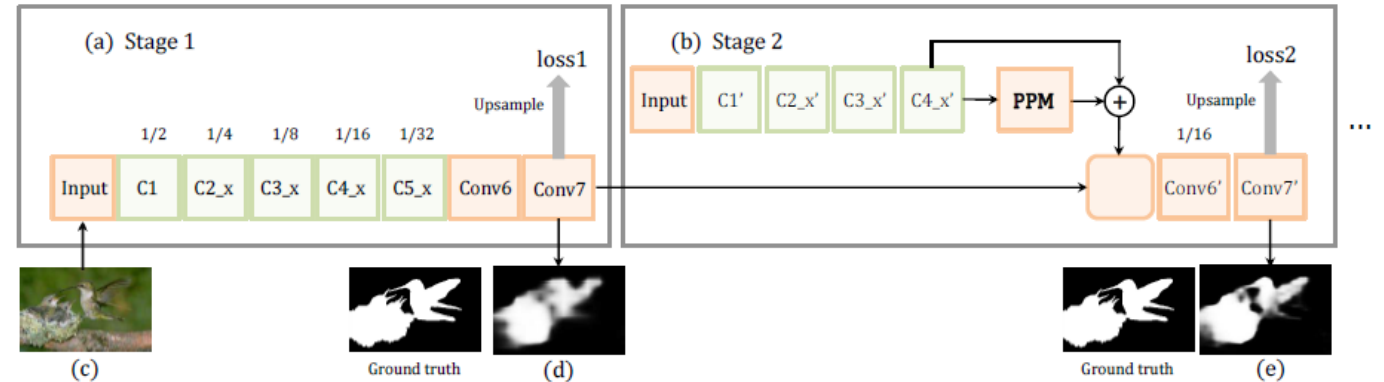 (a) Stage 1
loss1
Upsample
1/2 1/4 1/8 1/16 1/32
Input C1 C2_x C3_x C4_x C5_x Conv6 Conv7
(b) Stage 2
loss2
Input C1’ C2_x’ C3_x’ C4_x’ PPM +
Upsample
1/16
Conv6’ Conv7’
...
(c)
Ground truth
(d)
Ground truth
(e)